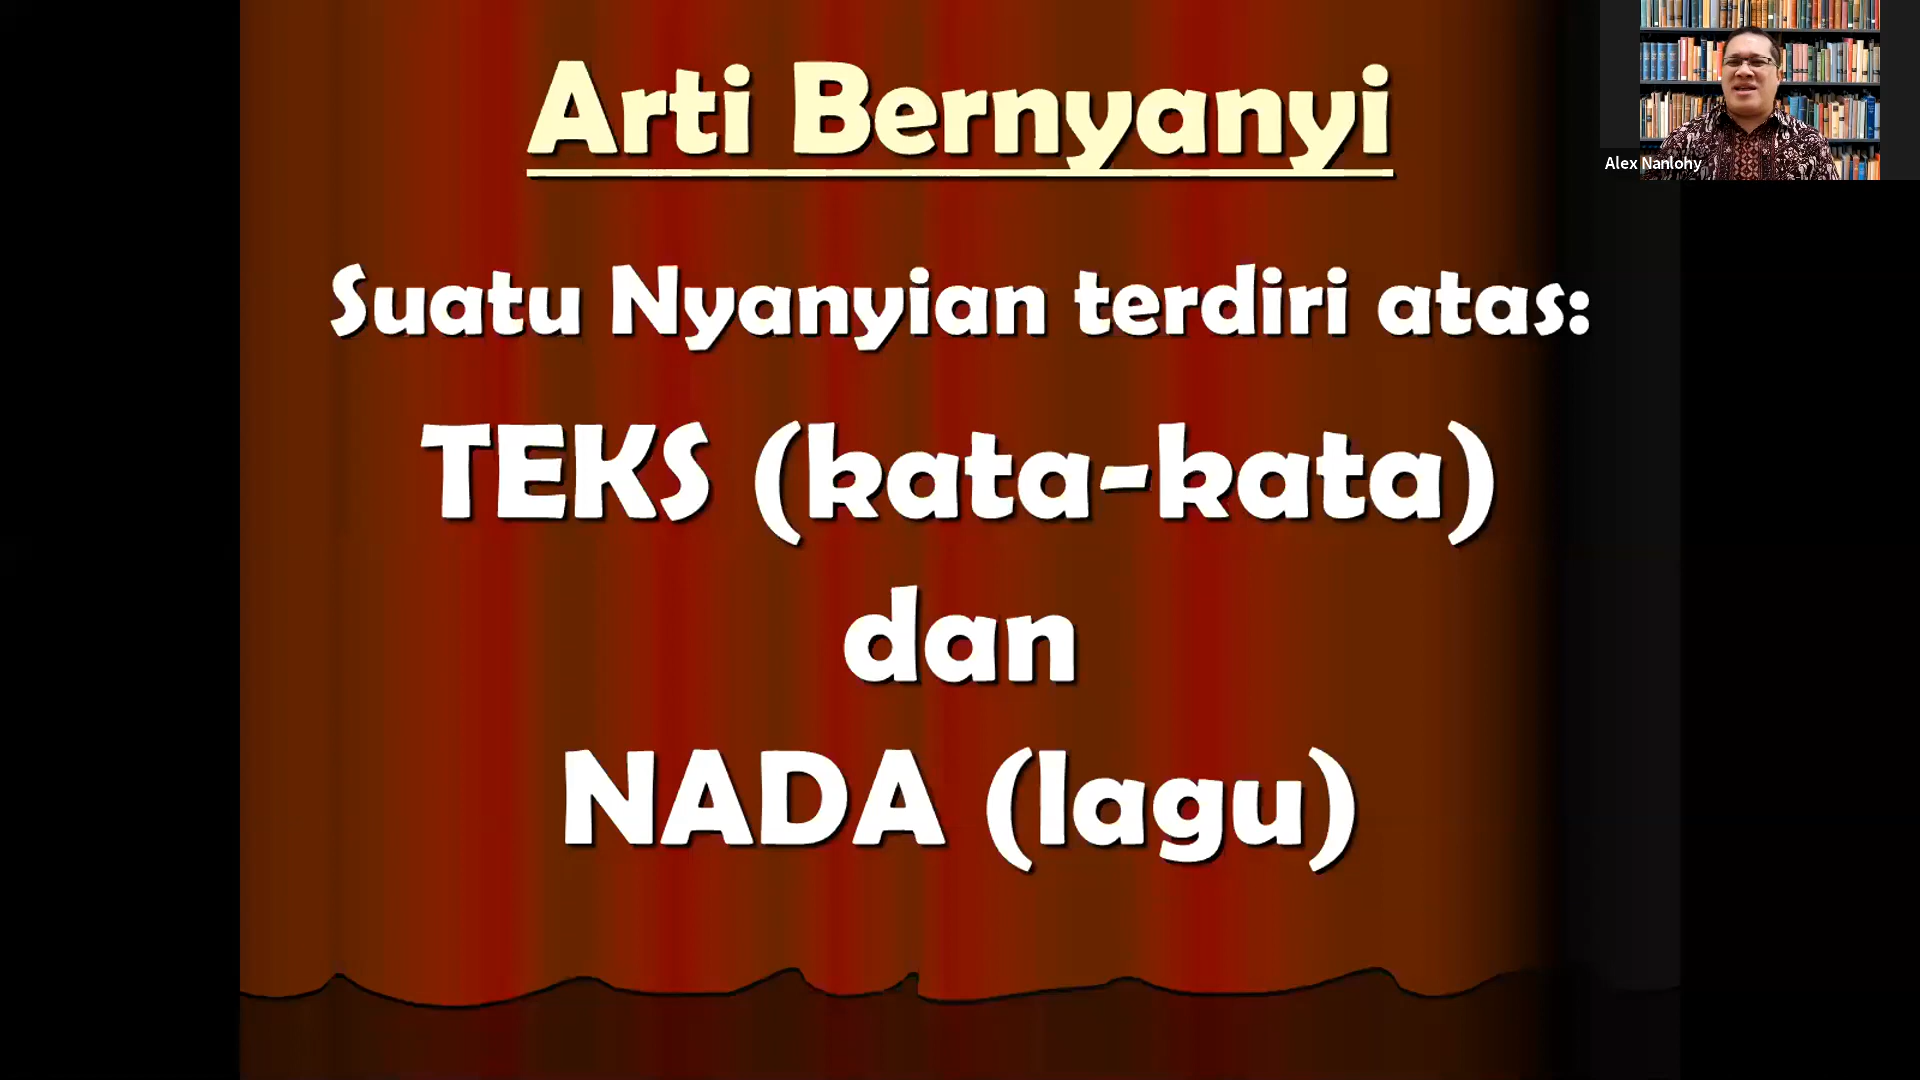 Arti Bernyanyi
Suatu Nyanyian terdiri atas:
TEKS (kata-kata)
dan
NADA (lagu)
Alex Nanlohy